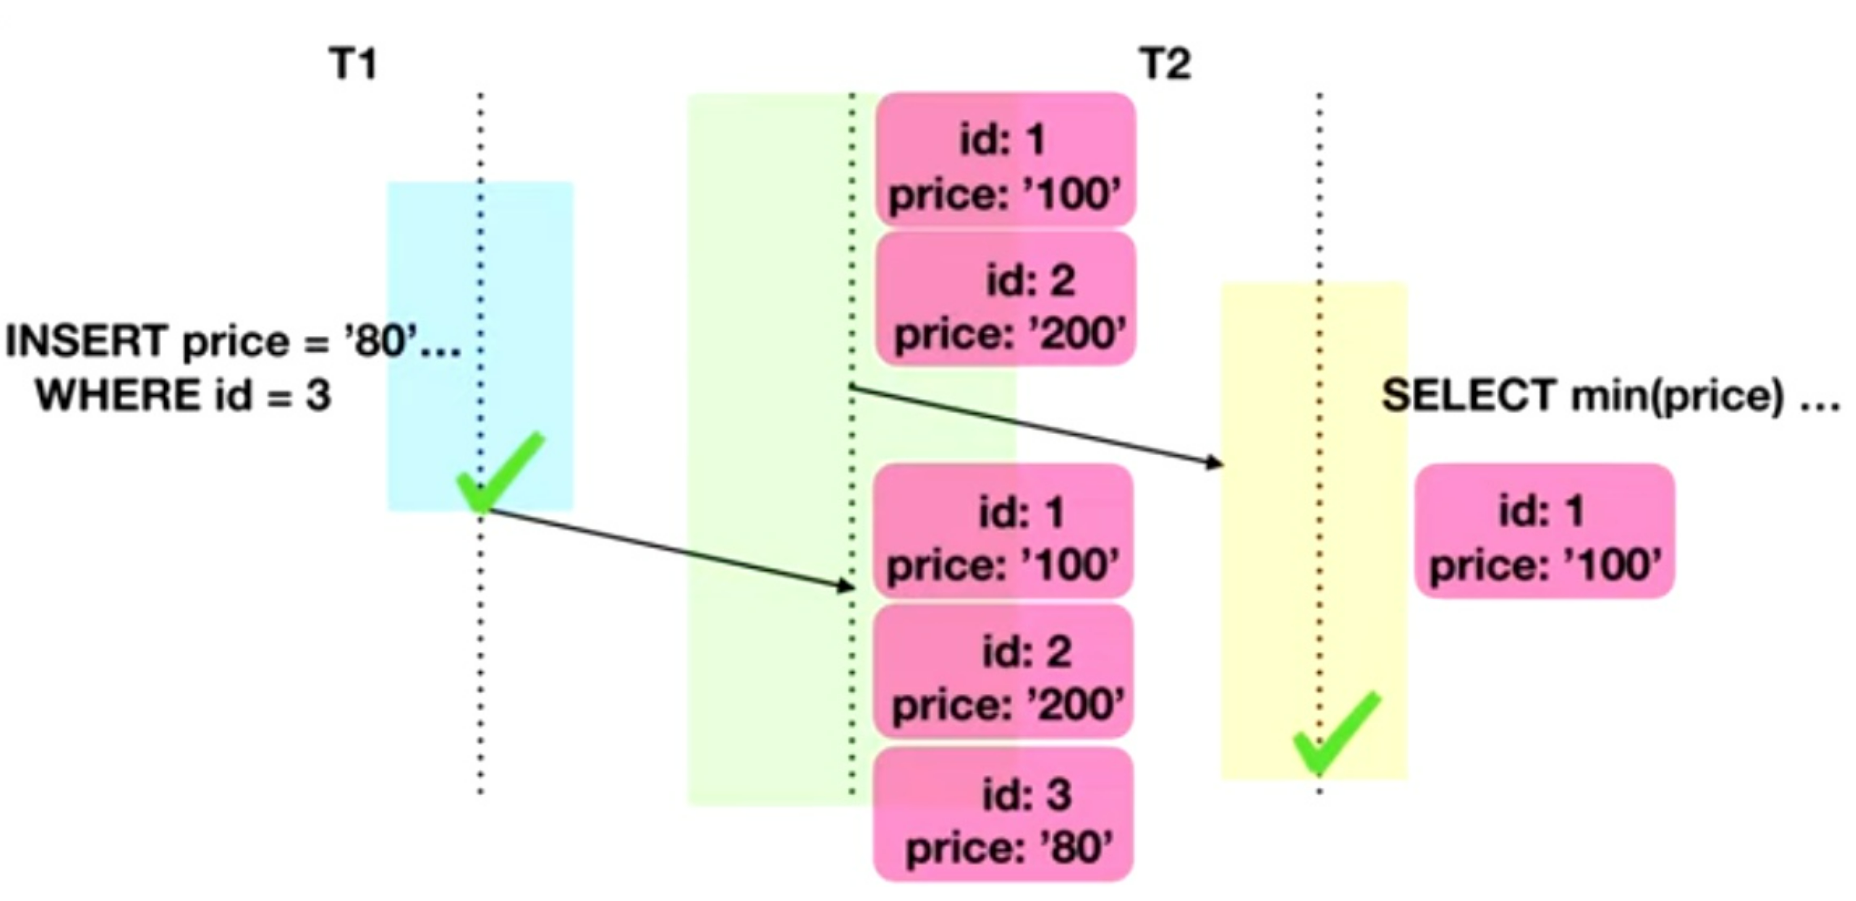 T1
T2
id: 1
price: ’100’
id: 2
price: ’200’
INSERT price = ’80’...
WHERE id = 3
SELECT min(price) ...
id: 1
price: ’100’
id: 2
price: ’200’
id: 3
price: ’80’
id: 1
price: ’100’